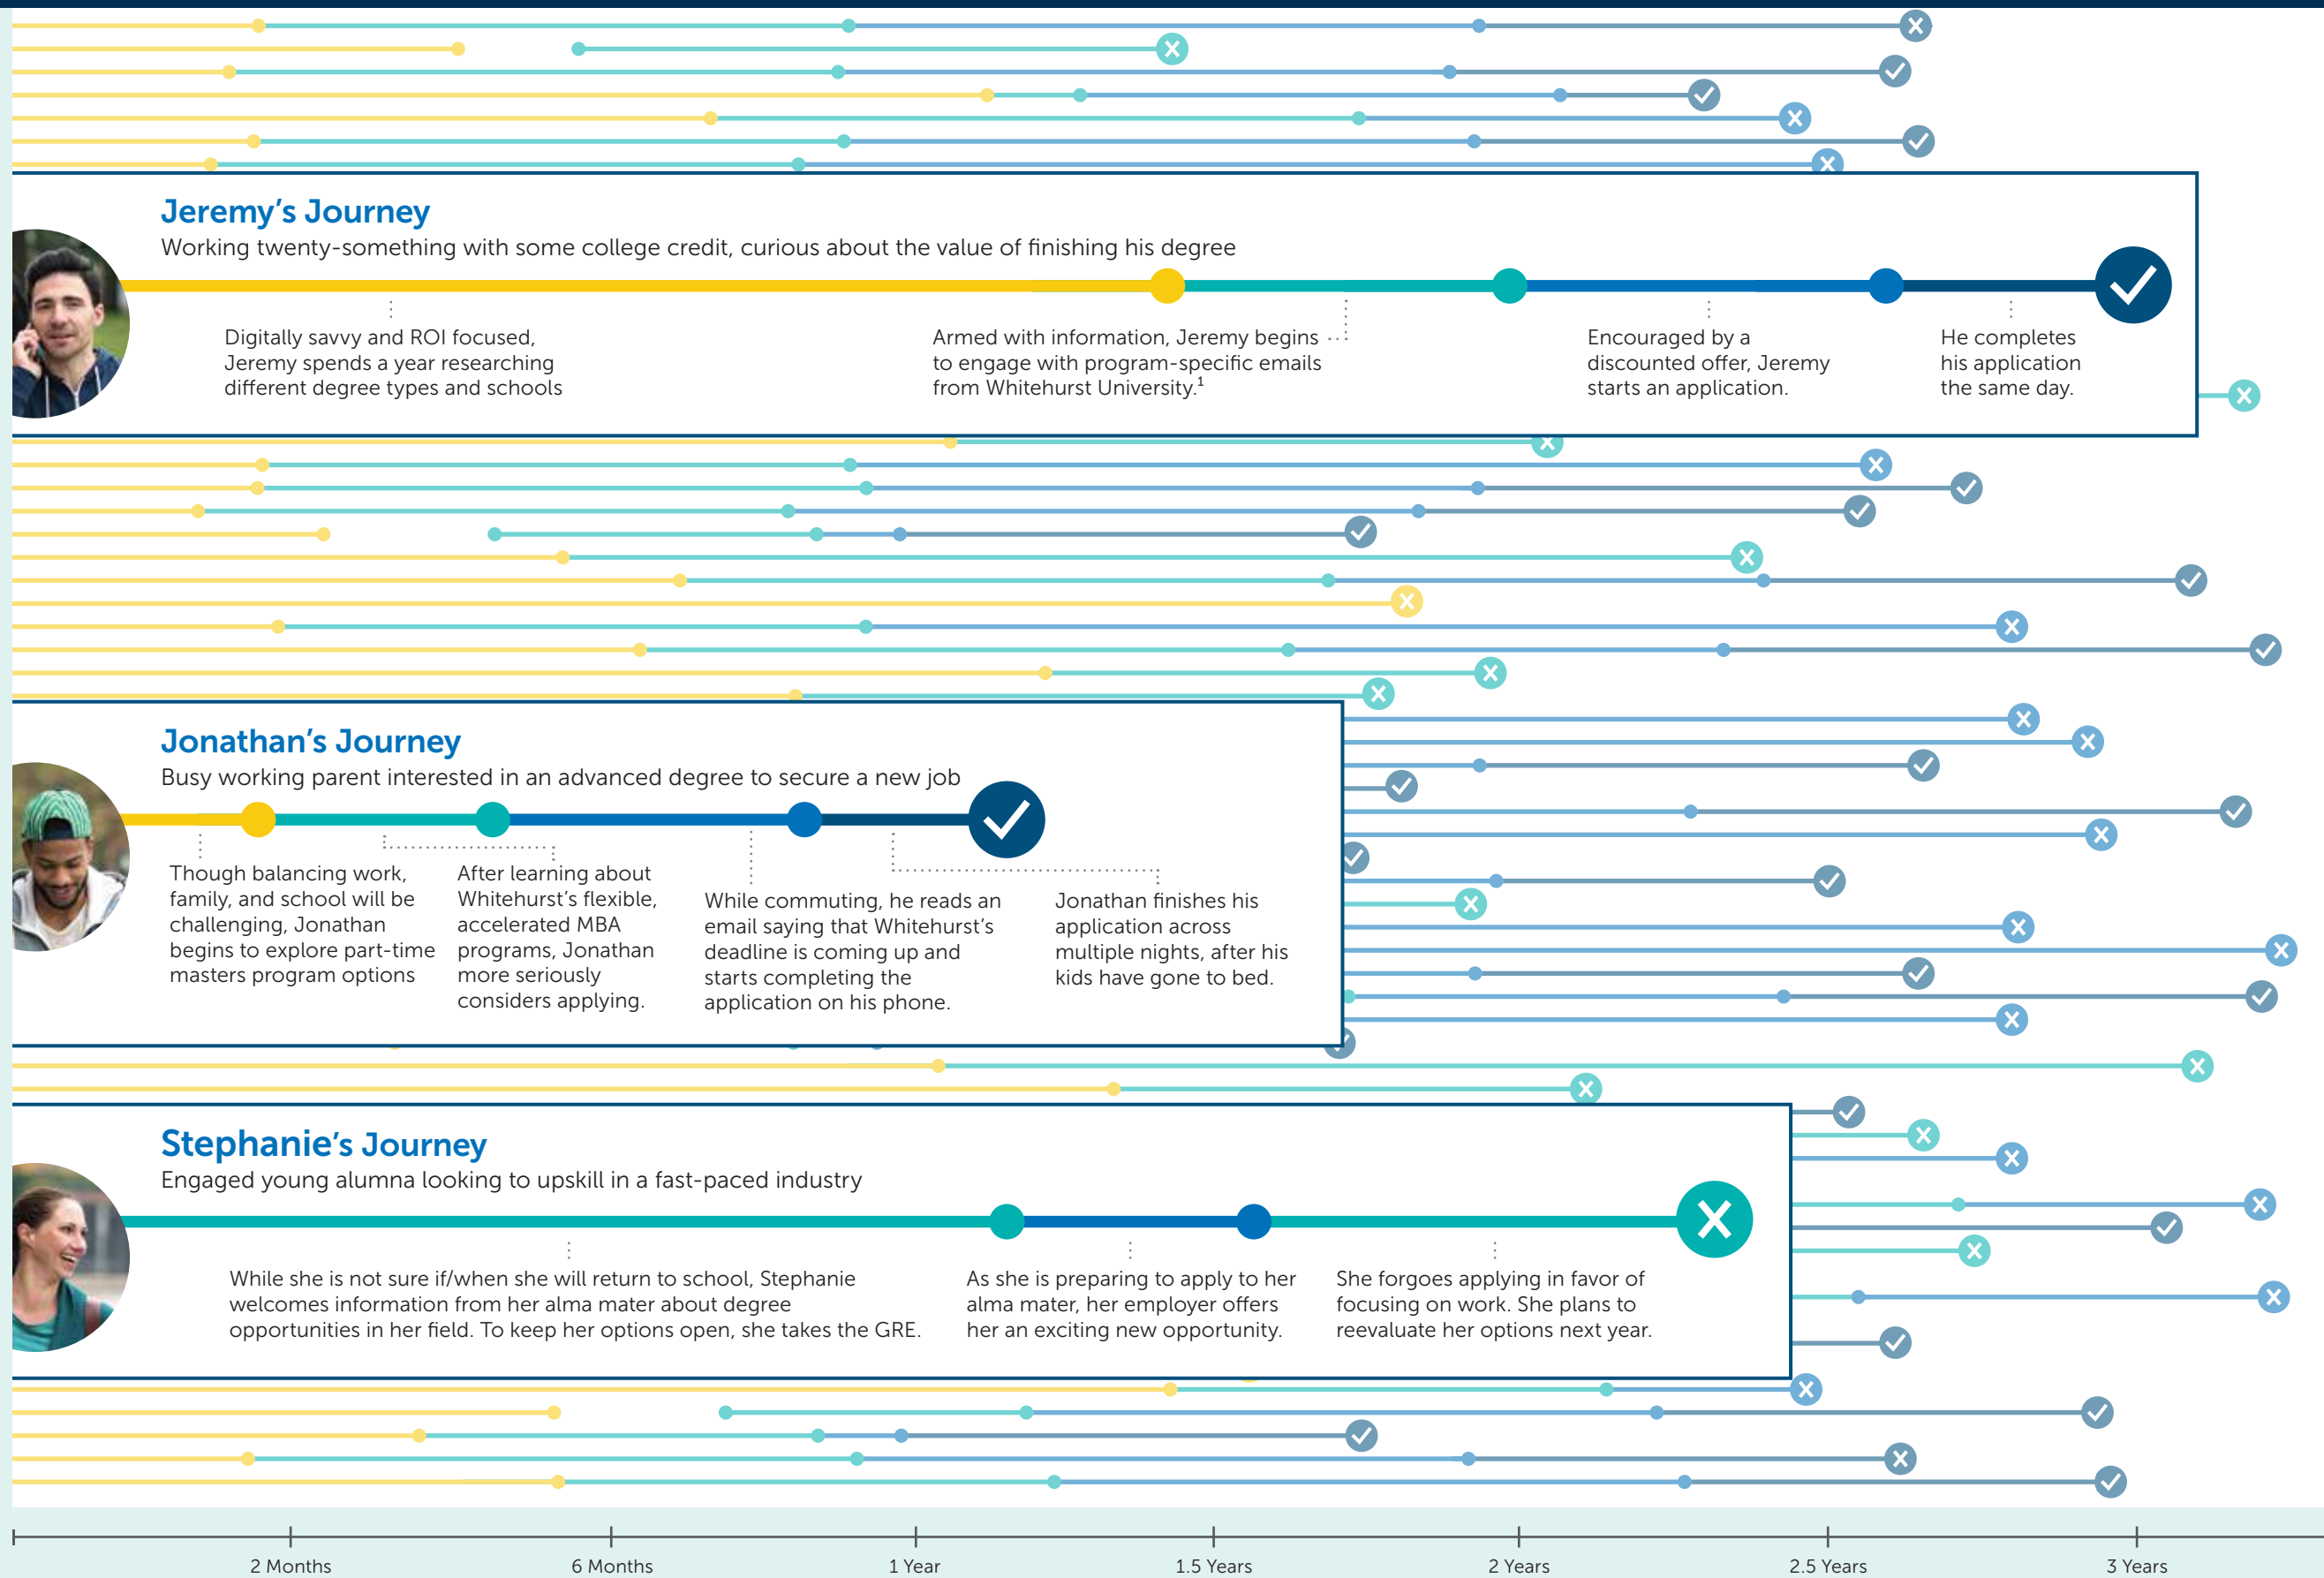 Jeremy’s Journey
Working twenty-something with some college credit, curious about the value of finishing his degree
Digitally savvy and ROI focused,
Jeremy spends a year researching
different degree types and schools
Armed with information, Jeremy begins
to engage with program-specific emails
from Whitehurst University.¹
Encouraged by a
discounted offer, Jeremy
starts an application.
He completes
his application
the same day.
Jonathan’s Journey
Busy working parent interested in an advanced degree to secure a new job
Though balancing work,
family, and school will be
challenging, Jonathan
begins to explore part-time
masters program options
After learning about
Whitehurst’s flexible,
accelerated MBA
programs, Jonathan
more seriously
considers applying.
While commuting, he reads an
email saying that Whitehurst’s
deadline is coming up and
starts completing the
application on his phone.
Jonathan finishes his
application across
multiple nights, after his
kids have gone to bed.
Stephanie’s Journey
Engaged young alumna looking to upskill in a fast-paced industry
While she is not sure if/when she will return to school, Stephanie
welcomes information from her alma mater about degree
opportunities in her field. To keep her options open, she takes the GRE.
As she is preparing to apply to her
alma mater, her employer offers
her an exciting new opportunity.
She forgoes applying in favor of
focusing on work. She plans to
reevaluate her options next year.
2 Months
6 Months
1 Year
1.5 Years
2 Years
2.5 Years
3 Years